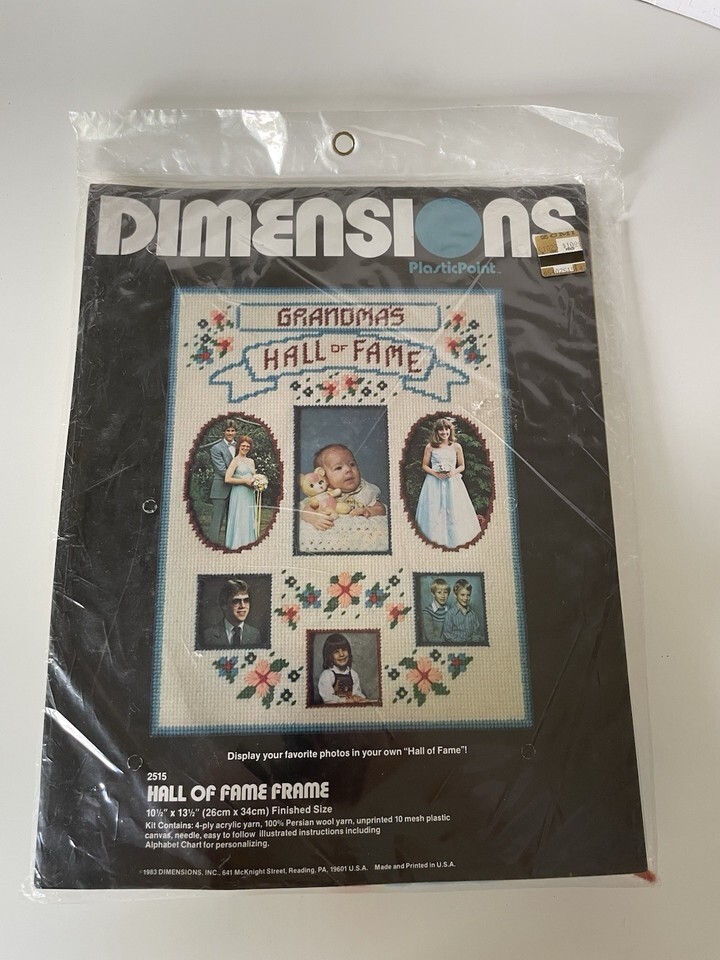 DIMENSIONS
PlasticPoint™
GRANDMA'S
HALL OF FAME
Display your favorite photos in your own "Hall of Fame"!
2515
HALL OF FAME FRAME
10½" x 13½" (26cm x 34cm) Finished Size
Kit Contains: 4-ply acrylic yarn, 100% Persian wool yarn, unprinted 10 mesh plastic
canvas, needle, easy to follow illustrated instructions including
Alphabet Chart for personalizing.
©1983 DIMENSIONS, INC., 641 McKnight Street, Reading, PA, 19601 U.S.A. Made and Printed in U.S.A.